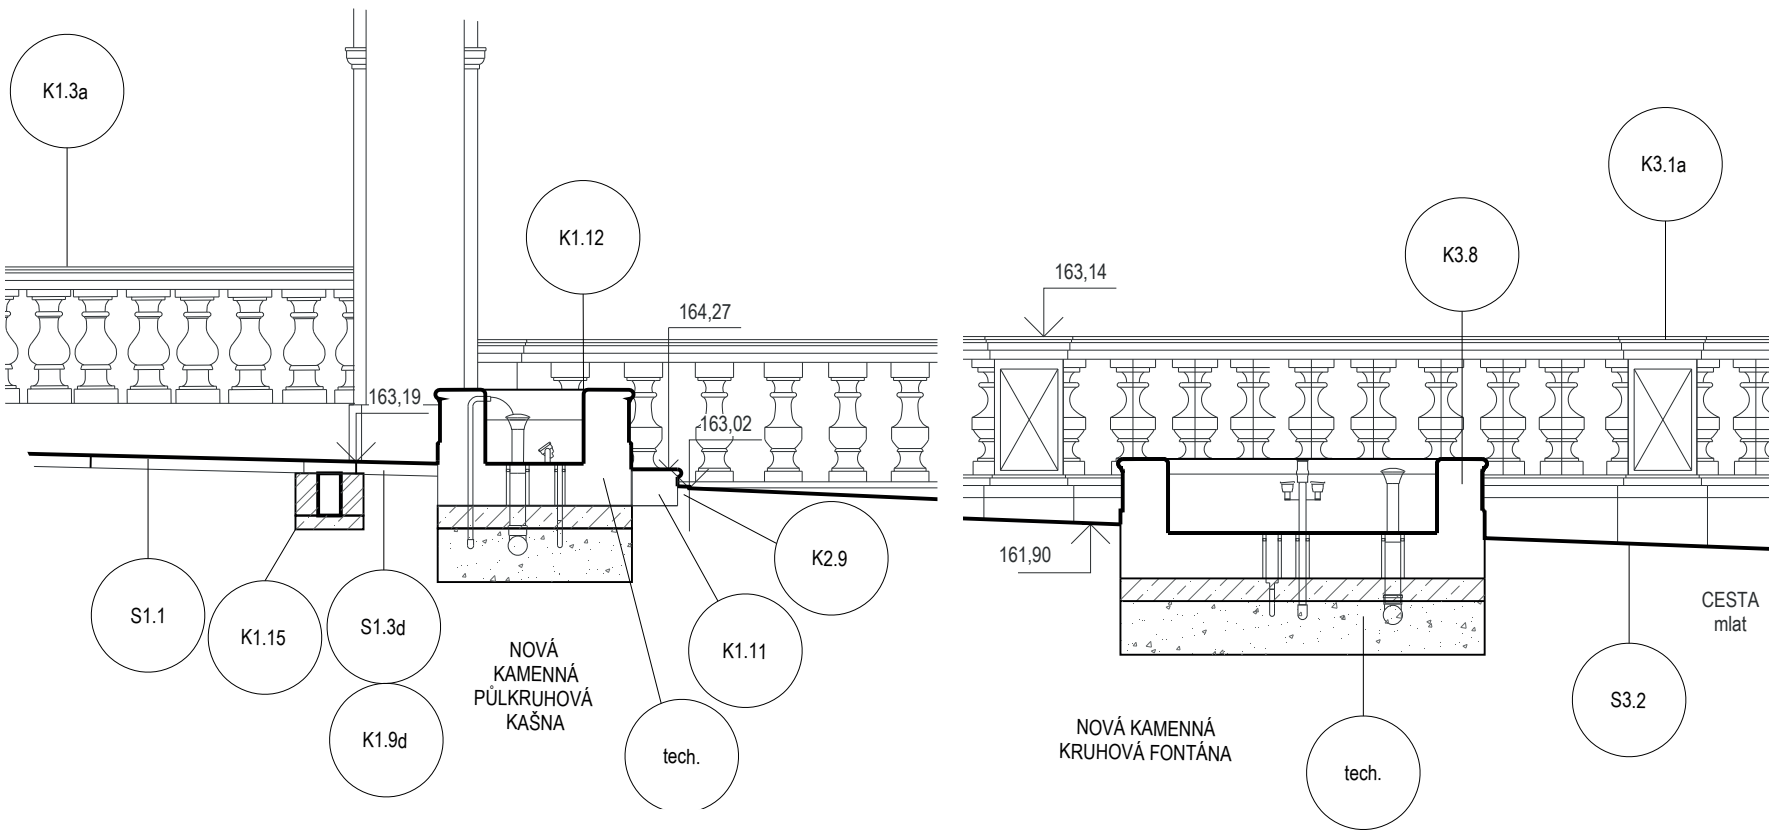 K1.3a
K1.12
164,27
163,19
163,02
S1.1
K1.15
S1.3d
K1.9d
NOVÁ
KAMENNÁ
PŮLKRUHOVÁ
KAŠNA
K2.9
K1.11
tech.
K3.1a
K3.8
163,14
161,90
CESTA
mlat
S3.2
NOVÁ KAMENNÁ
KRUHOVÁ FONTÁNA
tech.